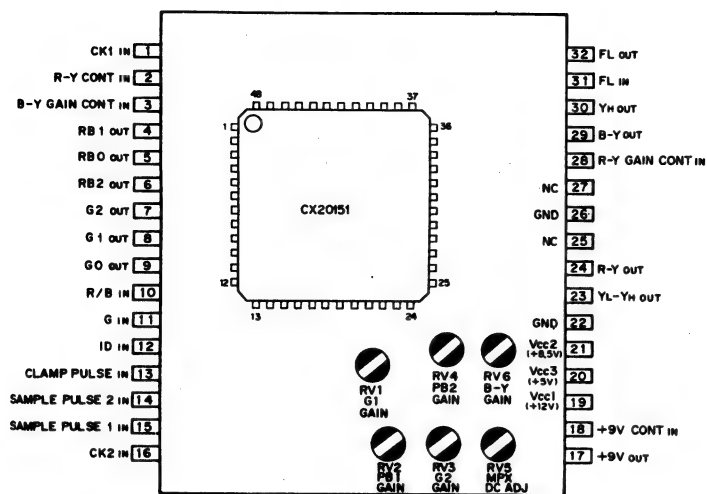 CK1 IN 1
R-Y CONT IN 2
B-Y GAIN CONT IN 3
RB1 OUT 4
RB0 OUT 5
RB2 OUT 6
G2 OUT 7
G1 OUT 8
G0 OUT 9
R/B IN 10
G IN 11
ID IN 12
CLAMP PULSE IN 13
SAMPLE PULSE 2 IN 14
SAMPLE PULSE 1 IN 15
CK2 IN 16
48
37
1
36
CX20151
12
25
13
24
RV1
G1
GAIN
RV4
PB2
GAIN
RV6
B-Y
GAIN
RV2
PB1
GAIN
RV3
G2
GAIN
RV5
MPX
DC ADJ
32 FL OUT
31 FL IN
30 YH OUT
29 B-Y OUT
28 R-Y GAIN CONT IN
NC 27
GND 26
NC 25
24 R-Y OUT
23 YL-YH OUT
GND 22
Vcc2
(+8,5V) 21
Vcc3
(+5V) 20
Vcc1
(+12V) 19
18 +9V CONT IN
17 +9V OUT